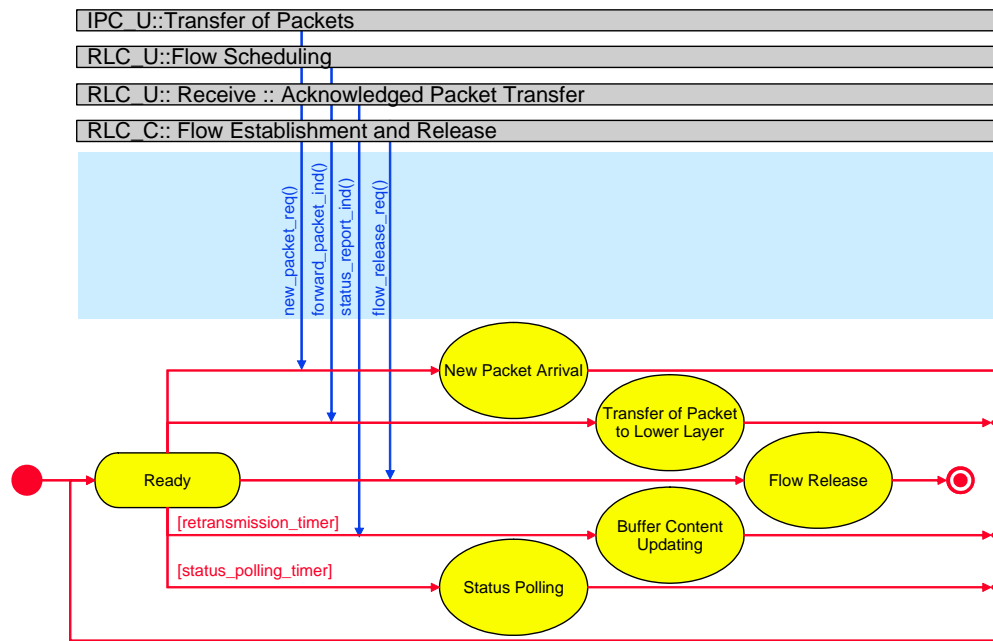 IPC_U::Transfer of Packets
RLC_U::Flow Scheduling
RLC_U:: Receive :: Acknowledged Packet Transfer
RLC_C:: Flow Establishment and Release
new_packet_req()
forward_packet_ind()
status_report_ind()
flow_release_req()
New Packet Arrival
Transfer of Packet
to Lower Layer
Ready
Flow Release
[retransmission_timer]
Buffer Content
Updating
[status_polling_timer]
Status Polling